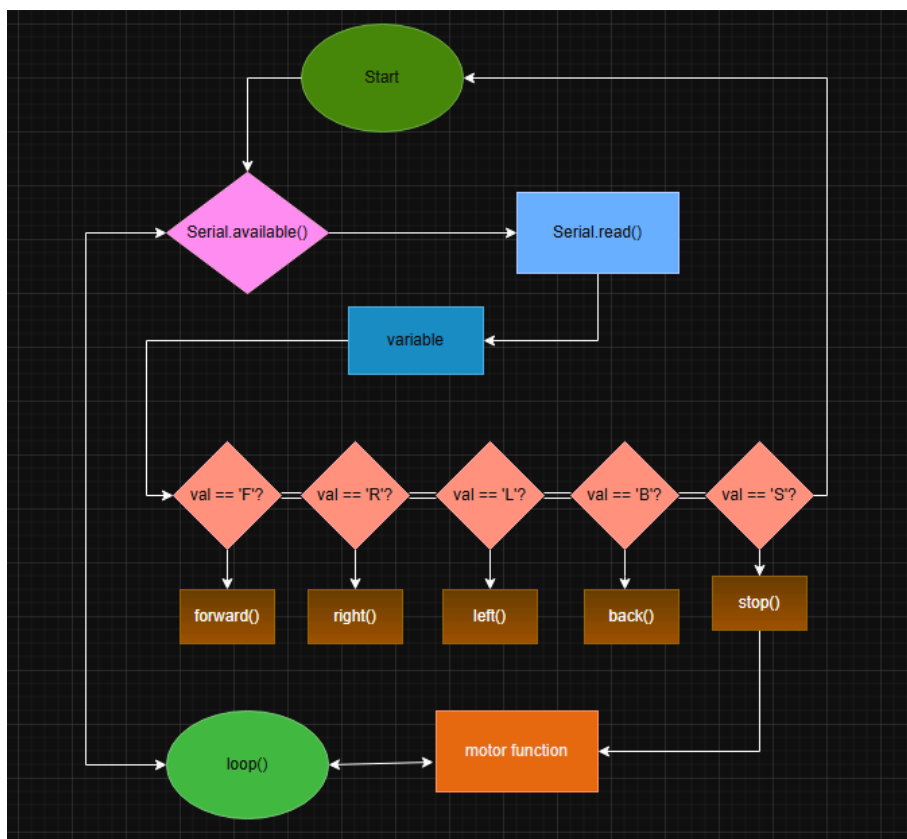 Start
Serial.available()
Serial.read()
variable
val == 'F'?
val == 'R'?
val == 'L'?
val == 'B'?
val == 'S'?
forward()
right()
left()
back()
stop()
motor function
loop()